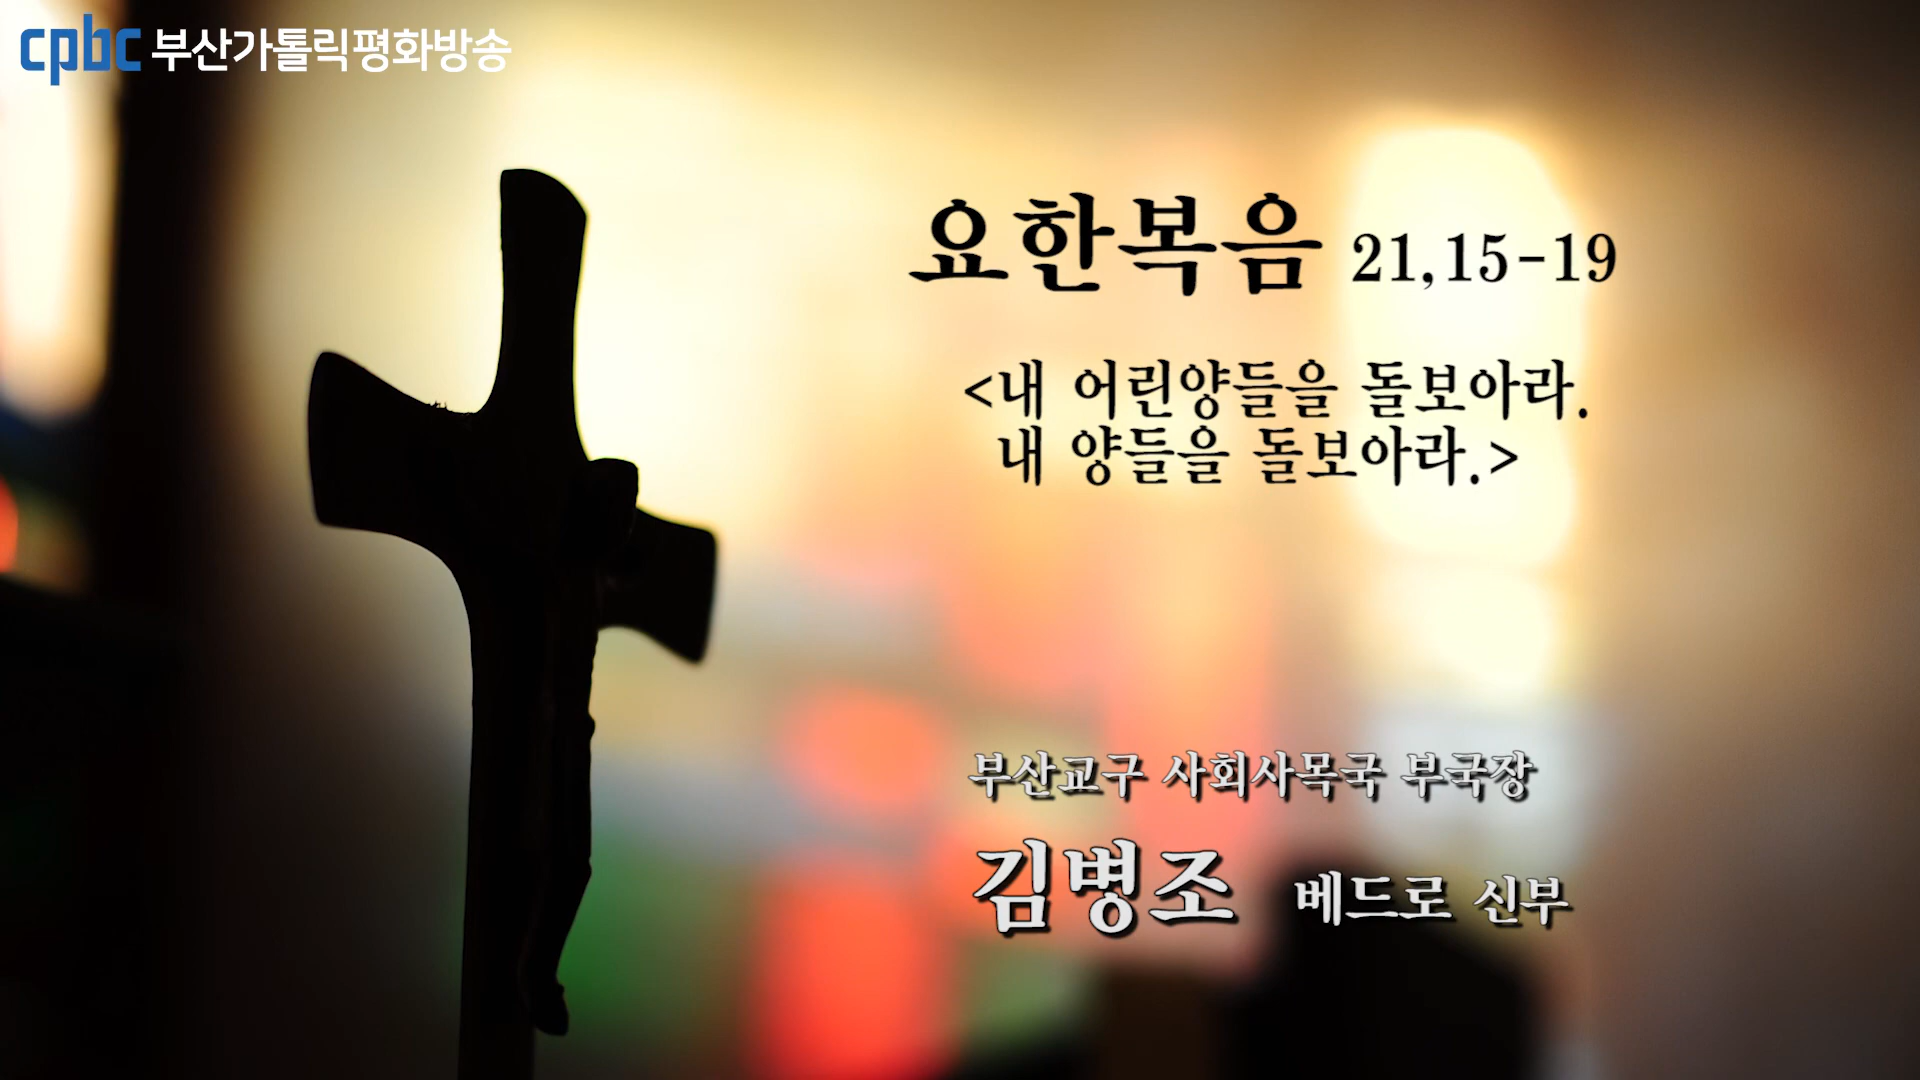 cpbc 부산가톨릭평화방송
요한복음 21,15-19
<내 어린양들을 돌보아라.
내 양들을 돌보아라.>
부산교구 사회사목국 부국장
김병조 베드로 신부